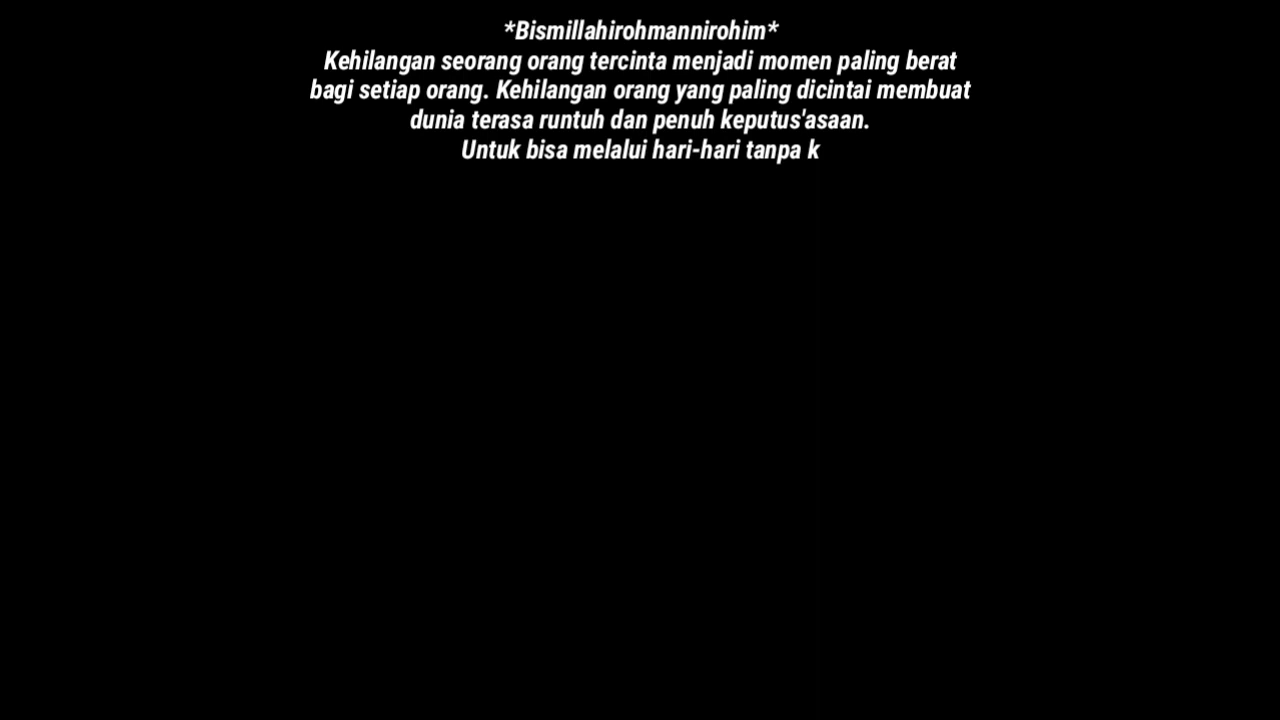 *Bismillahirohmannirohim*
Kehilangan seorang orang tercinta menjadi momen paling berat
bagi setiap orang. Kehilangan orang yang paling dicintai membuat
dunia terasa runtuh dan penuh keputus'asaan.
Untuk bisa melalui hari-hari tanpa k